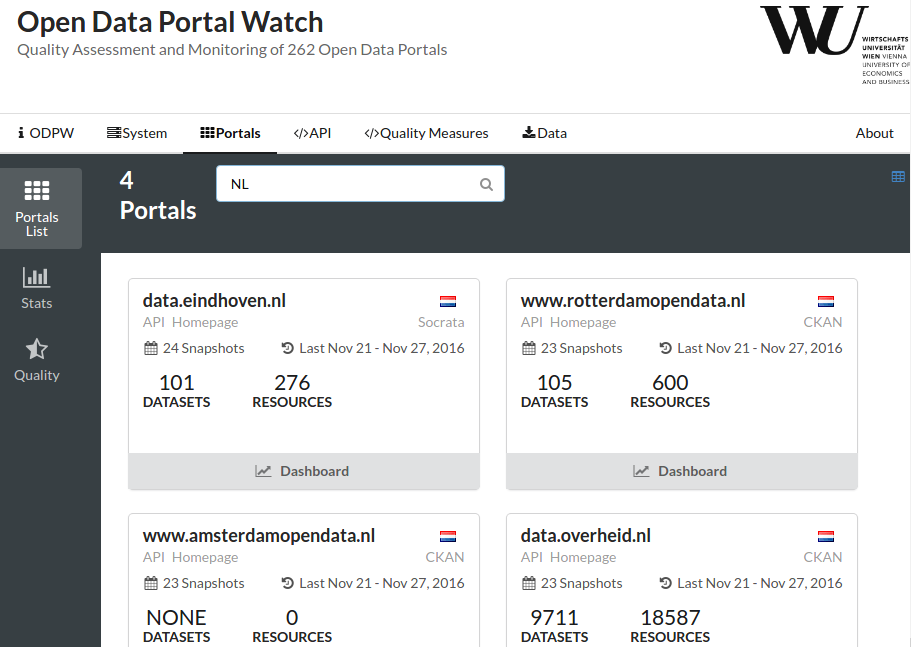 Open Data Portal Watch
Quality Assessment and Monitoring of 262 Open Data Portals
WU
WIRTSCHAFTS
UNIVERSITÄT
WIEN VIENNA
UNIVERSITY OF
ECONOMICS
AND BUSINESS
ODPW System Portals </>API </>Quality Measures Data About
Portals List
Stats
Quality
4 Portals
NL
data.eindhoven.nl
API Homepage Socrata
24 Snapshots Last Nov 21 - Nov 27, 2016
101 276
DATASETS RESOURCES
Dashboard
www.rotterdamopendata.nl
API Homepage CKAN
23 Snapshots Last Nov 21 - Nov 27, 2016
105 600
DATASETS RESOURCES
Dashboard
www.amsterdamopendata.nl
API Homepage CKAN
23 Snapshots Last Nov 21 - Nov 27, 2016
NONE 0
DATASETS RESOURCES
data.overheid.nl
API Homepage CKAN
23 Snapshots Last Nov 21 - Nov 27, 2016
9711 18587
DATASETS RESOURCES